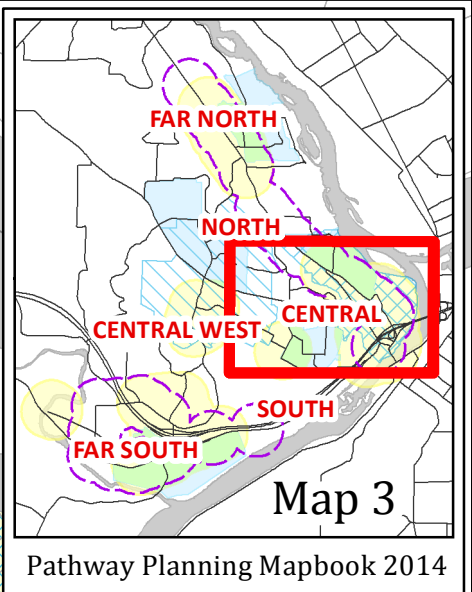 FAR NORTH
NORTH
CENTRAL
CENTRAL WEST
SOUTH
FAR SOUTH
Map 3
Pathway Planning Mapbook 2014